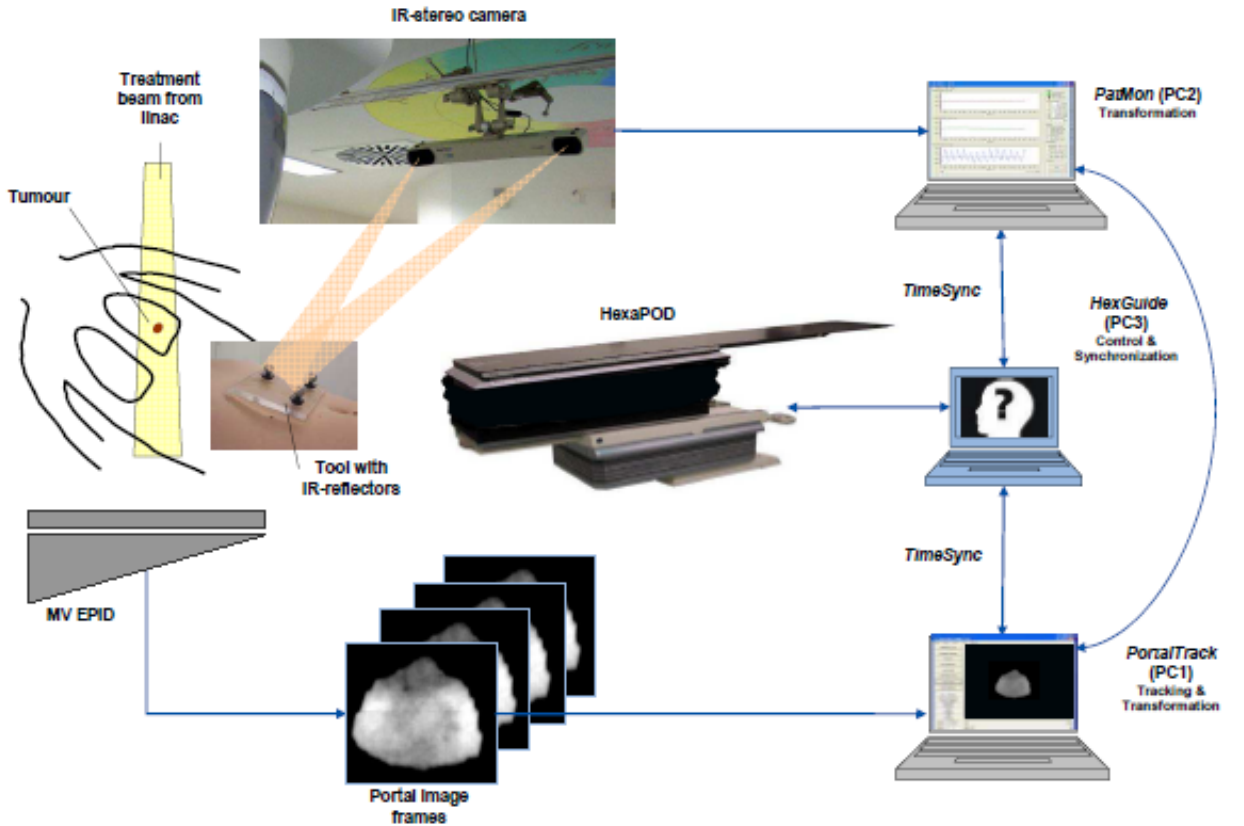 IR-stereo camera
Treatment
beam from
linac
Tumour
PatMon (PC2)
Transformation
TimeSync
HexaPOD
HexGuide
(PC3)
Control &
Synchronization
?
Tool with
IR-reflectors
TimeSync
MV EPID
PortalTrack
(PC1)
Tracking &
Transformation
Portal image
frames